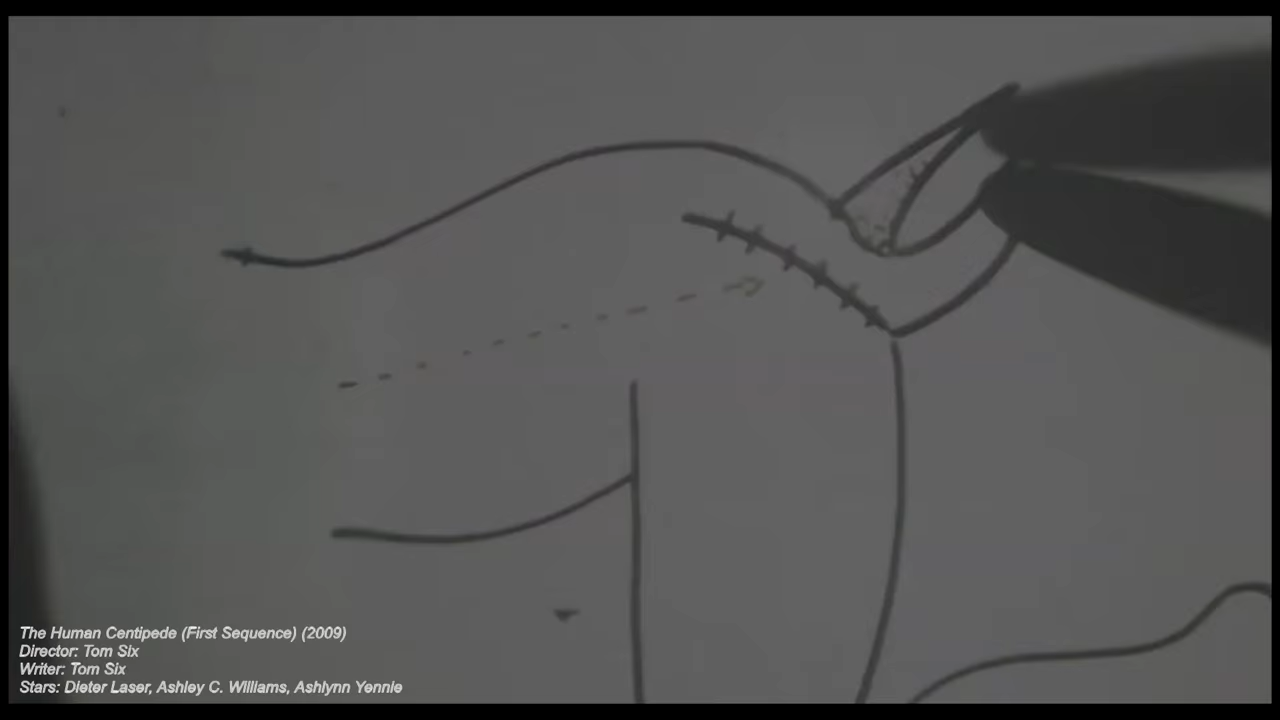 The Human Centipede (First Sequence) (2009)
Director: Tom Six
Writer: Tom Six
Stars: Dieter Laser, Ashley C. Williams, Ashlynn Yennie